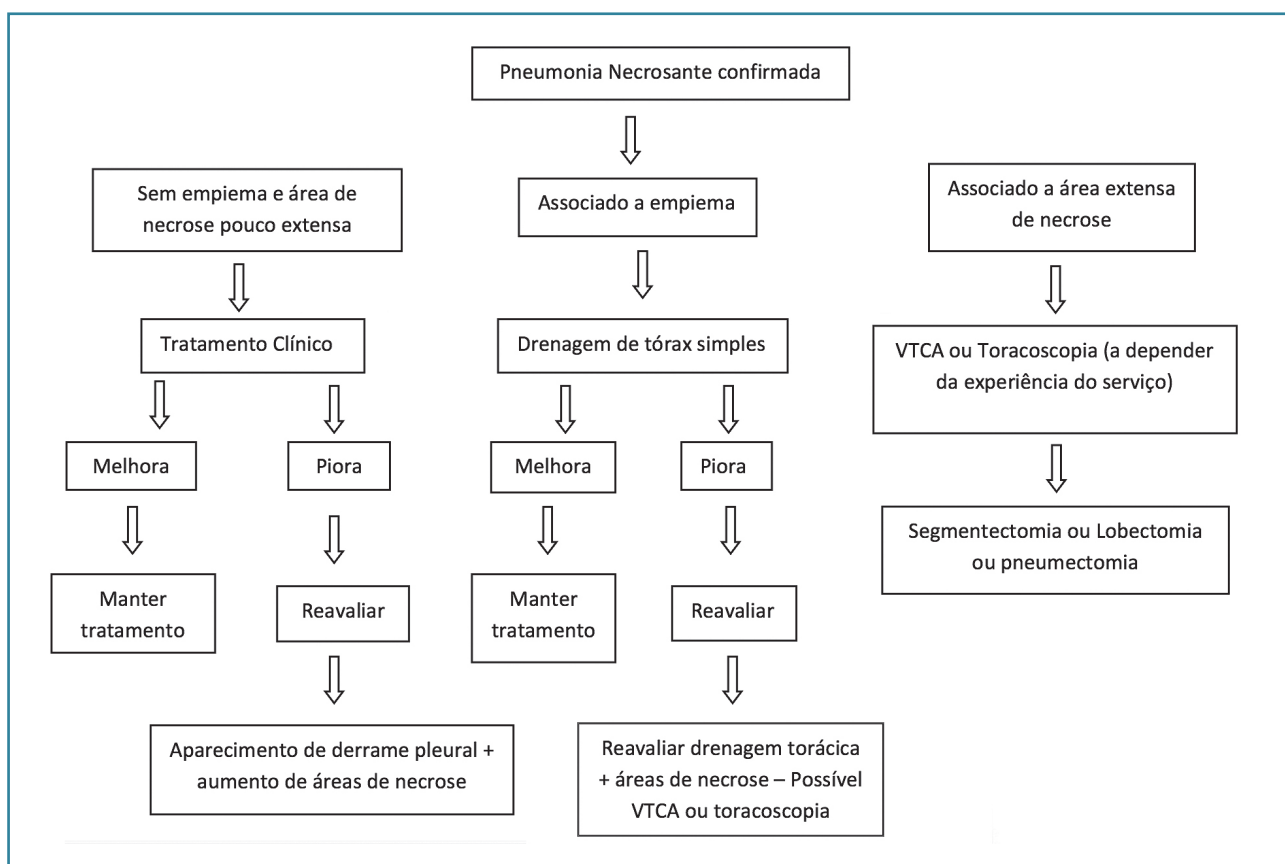 Pneumonia Necrosante confirmada
Sem empiema e área de
necrose pouco extensa
Associado a empiema
Associado a área extensa
de necrose
Tratamento Clínico
Drenagem de tórax simples
VTCA ou Toracoscopia (a depender
da experiência do serviço)
Melhora
Piora
Melhora
Piora
Segmentectomia ou Lobectomia
ou pneumectomia
Manter
tratamento
Reavaliar
Manter
tratamento
Reavaliar
Aparecimento de derrame pleural +
aumento de áreas de necrose
Reavaliar drenagem torácica
+ áreas de necrose – Possível
VTCA ou toracoscopia